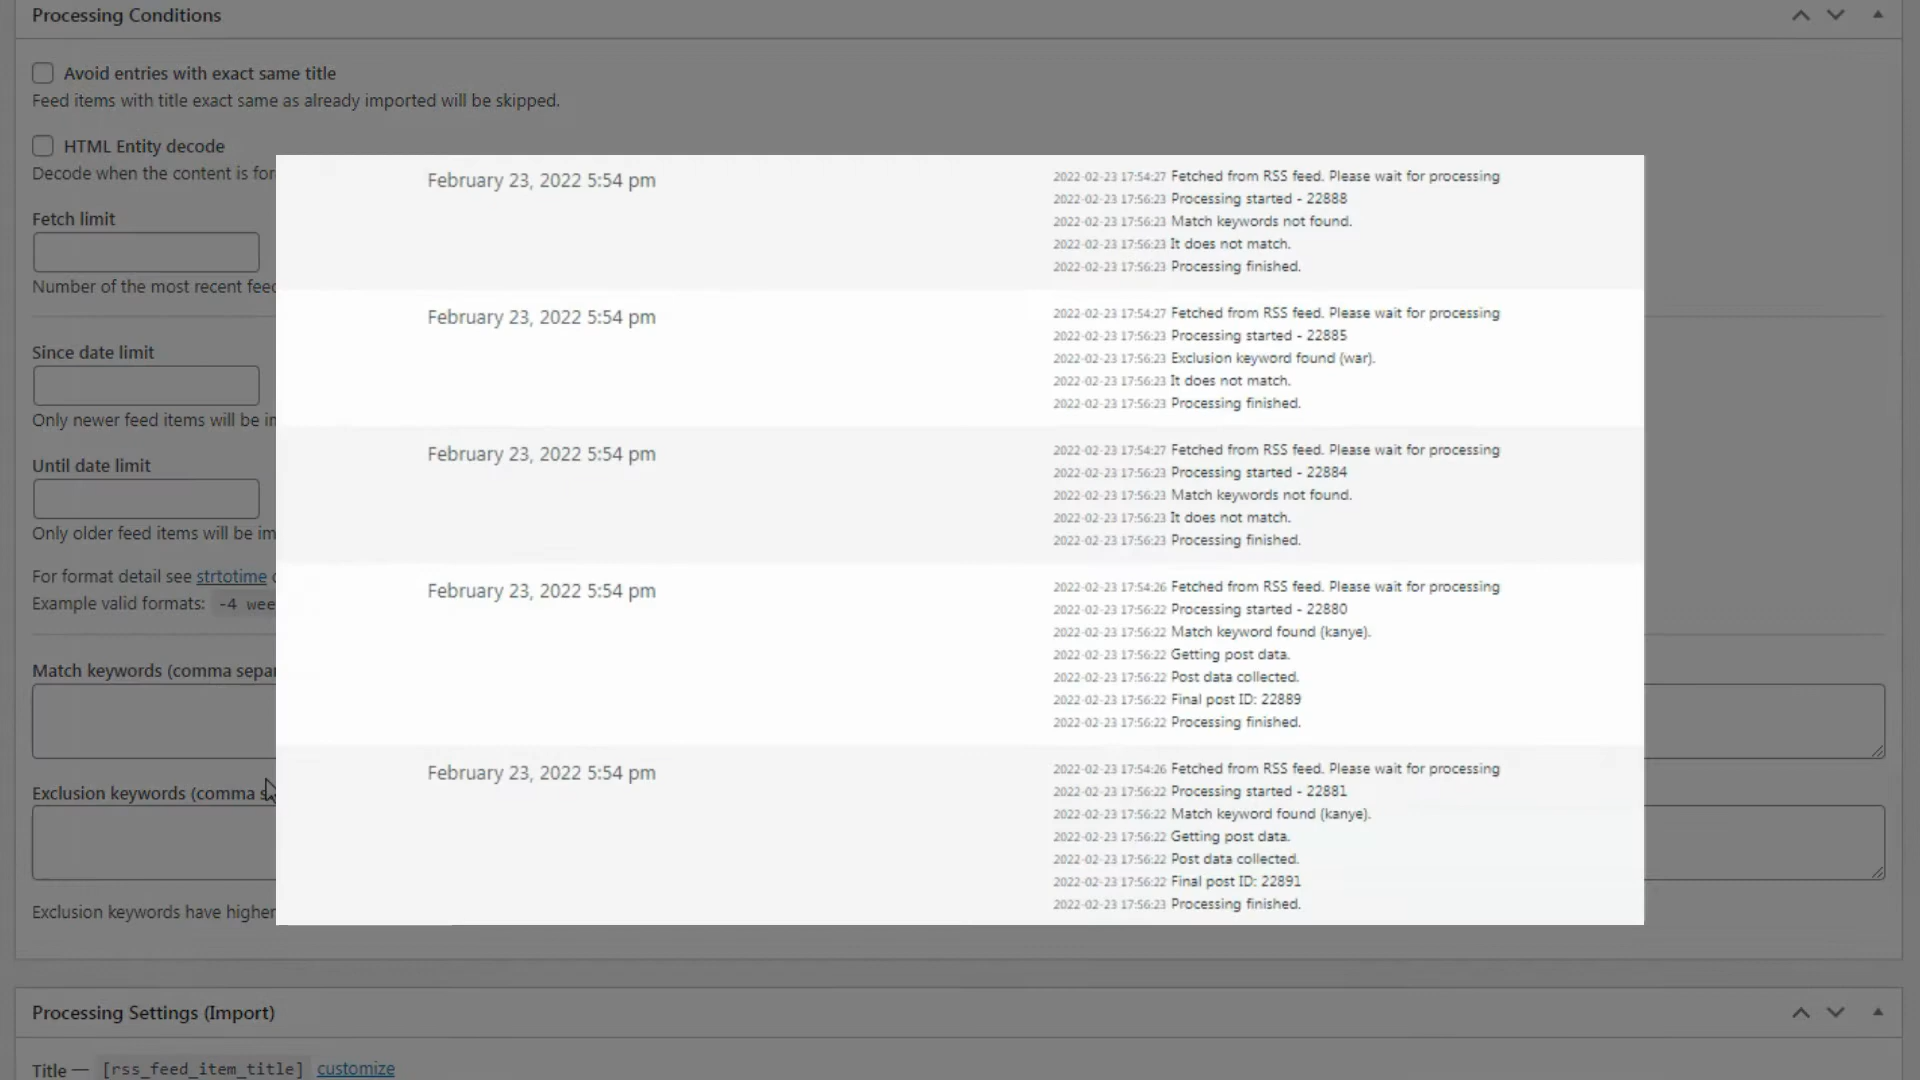 Processing Conditions
Avoid entries with exact same title
Feed items with title exact same as already imported will be skipped.
HTML Entity decode
Decode when the content is for
Fetch limit
Number of the most recent feed
Since date limit
Only newer feed items will be im
Until date limit
Only older feed items will be im
For format detail see strtotime
Example valid formats: -4 wee
Match keywords (comma separ
Exclusion keywords (comma s
Exclusion keywords have higher
February 23, 2022 5:54 pm
2022-02-23 17:54:27 Fetched from RSS feed. Please wait for processing
2022-02-23 17:56:23 Processing started - 22888
2022-02-23 17:56:23 Match keywords not found.
2022-02-23 17:56:23 It does not match.
2022-02-23 17:56:23 Processing finished.
February 23, 2022 5:54 pm
2022-02-23 17:54:27 Fetched from RSS feed. Please wait for processing
2022-02-23 17:56:23 Processing started - 22885
2022-02-23 17:56:23 Exclusion keyword found (war).
2022-02-23 17:56:23 It does not match.
2022-02-23 17:56:23 Processing finished.
February 23, 2022 5:54 pm
2022-02-23 17:54:27 Fetched from RSS feed. Please wait for processing
2022-02-23 17:56:23 Processing started - 22884
2022-02-23 17:56:23 Match keywords not found.
2022-02-23 17:56:23 It does not match.
2022-02-23 17:56:23 Processing finished.
February 23, 2022 5:54 pm
2022-02-23 17:54:26 Fetched from RSS feed. Please wait for processing
2022-02-23 17:56:22 Processing started - 22880
2022-02-23 17:56:22 Match keyword found (kanye).
2022-02-23 17:56:22 Getting post data.
2022-02-23 17:56:22 Post data collected.
2022-02-23 17:56:22 Final post ID: 22889
2022-02-23 17:56:22 Processing finished.
February 23, 2022 5:54 pm
2022-02-23 17:54:26 Fetched from RSS feed. Please wait for processing
2022-02-23 17:56:22 Processing started - 22881
2022-02-23 17:56:22 Match keyword found (kanye).
2022-02-23 17:56:22 Getting post data.
2022-02-23 17:56:22 Post data collected.
2022-02-23 17:56:22 Final post ID: 22891
2022-02-23 17:56:23 Processing finished.
Processing Settings (Import)
Title — [rss_feed_item_title] customize